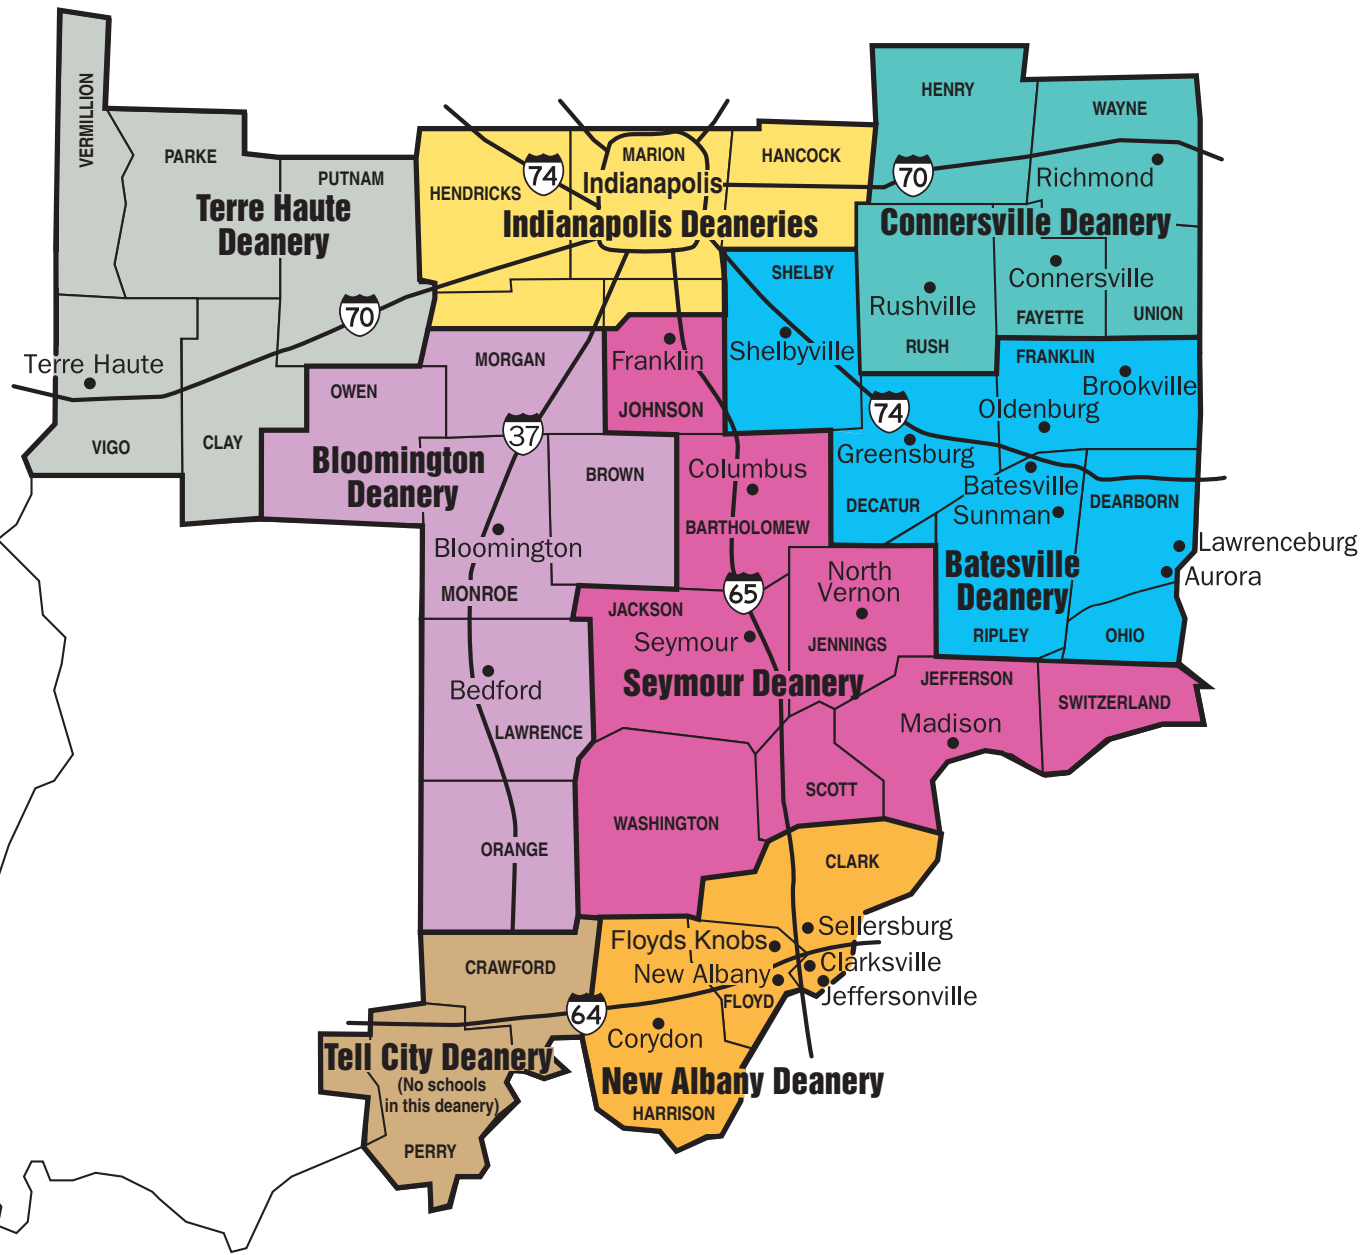 HENRY
WAYNE
VERMILLION
PARKE
MARION
HANCOCK
PUTNAM
74
70
Richmond
HENDRICKS
Indianapolis
Terre Haute
Deanery
Indianapolis Deaneries
Connersville Deanery
SHELBY
Connersville
Rushville
70
FAYETTE
UNION
RUSH
Shelbyville
Terre Haute
MORGAN
Franklin
FRANKLIN
Brookville
OWEN
JOHNSON
74
Oldenburg
VIGO
CLAY
37
Greensburg
Bloomington
Deanery
BROWN
Columbus
Batesville
DECATUR
Sunman
DEARBORN
BARTHOLOMEW
Bloomington
Lawrenceburg
Aurora
North
Vernon
Batesville
Deanery
MONROE
65
JACKSON
Seymour
JENNINGS
RIPLEY
OHIO
Bedford
Seymour Deanery
JEFFERSON
SWITZERLAND
Madison
LAWRENCE
SCOTT
WASHINGTON
ORANGE
CLARK
Sellersburg
Floyds Knobs
Clarksville
CRAWFORD
New Albany
Jeffersonville
FLOYD
64
Corydon
Tell City Deanery
(No schools
in this deanery)
New Albany Deanery
HARRISON
PERRY